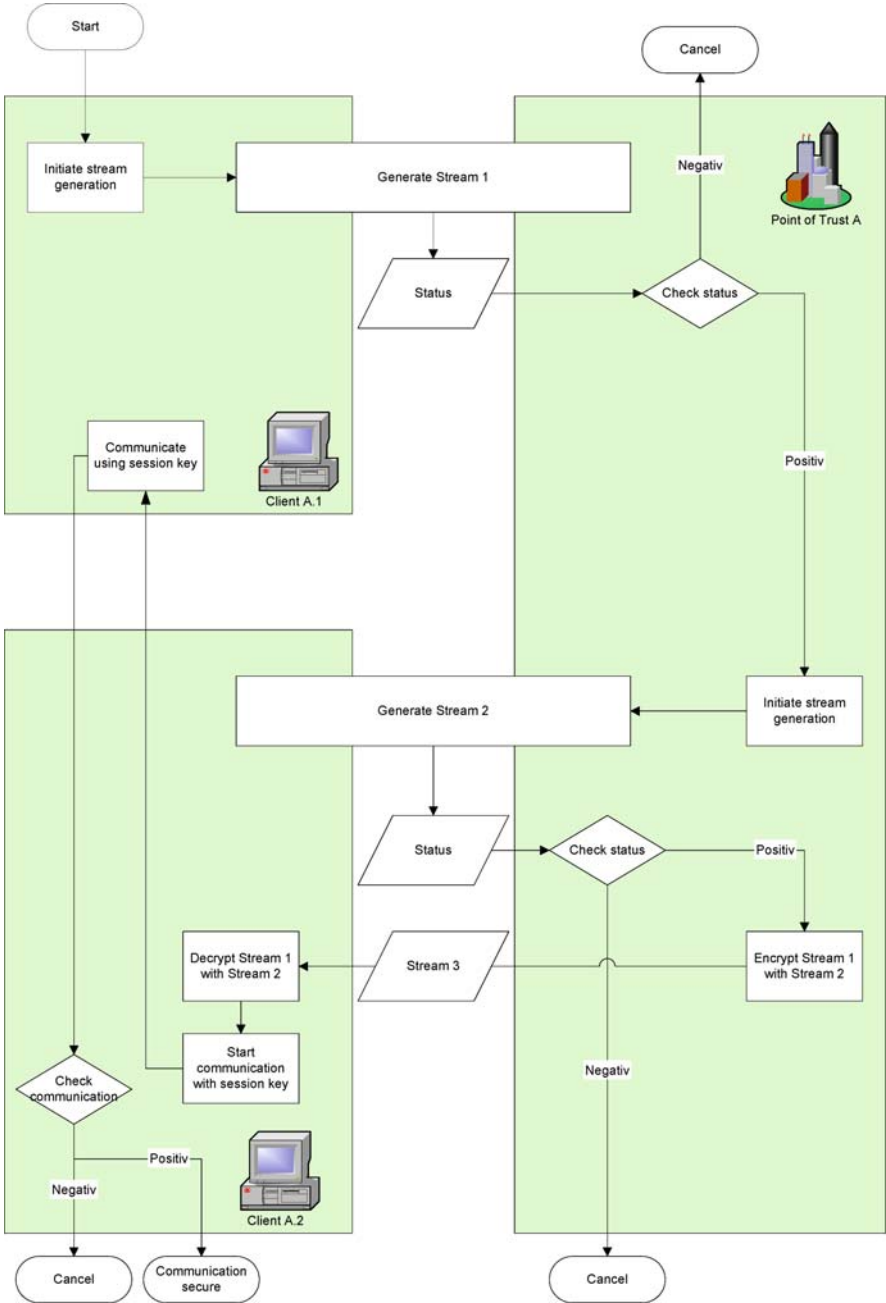 Start
Cancel
Initiate stream
generation
Generate Stream 1
Negativ
Point of Trust A
Status
Check status
Positiv
Communicate
using session key
Client A.1
Generate Stream 2
Initiate stream
generation
Status
Check status
Positiv
Decrypt Stream 1
with Stream 2
Stream 3
Encrypt Stream 1
with Stream 2
Start
communication
with session key
Negativ
Check
communication
Positiv
Negativ
Client A.2
Cancel
Communication
secure
Cancel